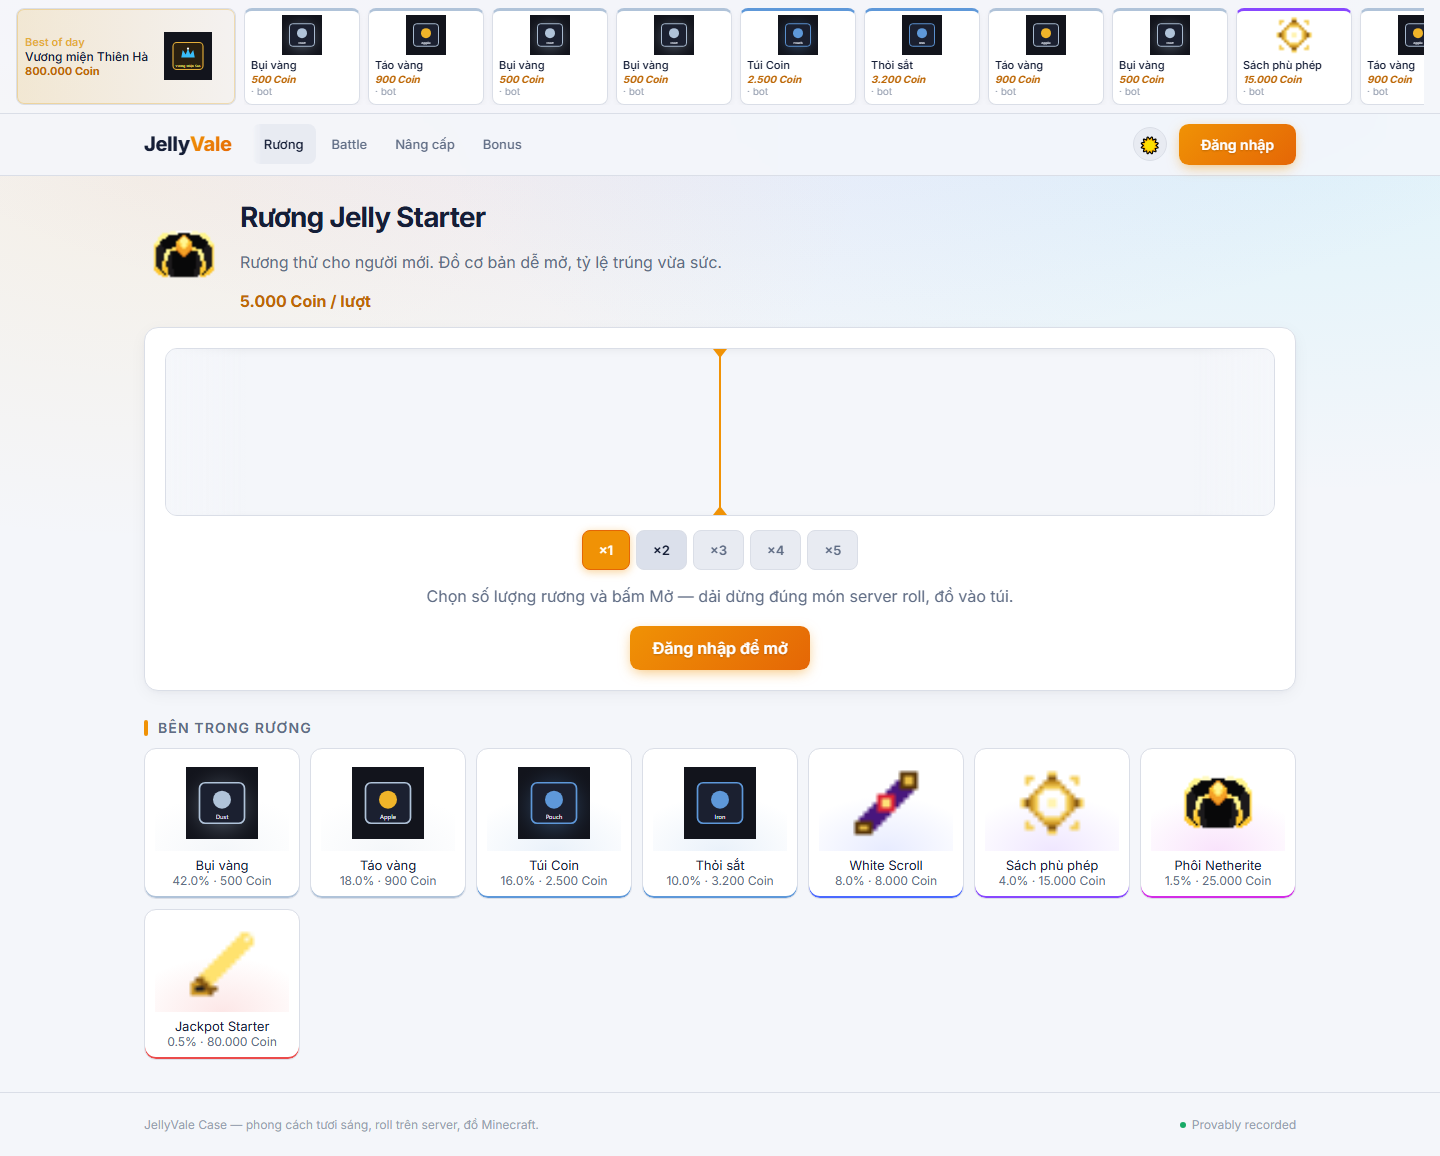 Best of day
Vương miện Thiên Hà
800.000 Coin
Bụi vàng
500 Coin
· bot
Táo vàng
900 Coin
· bot
Bụi vàng
500 Coin
· bot
Bụi vàng
500 Coin
· bot
Túi Coin
2.500 Coin
· bot
Thỏi sắt
3.200 Coin
· bot
Táo vàng
900 Coin
· bot
Bụi vàng
500 Coin
· bot
Sách phù phép
15.000 Coin
· bot
Táo vàng
900 Coin
· bot
JellyVale
Rương
Battle
Nâng cấp
Bonus
Đăng nhập
Rương Jelly Starter
Rương thử cho người mới. Đồ cơ bản dễ mở, tỷ lệ trúng vừa sức.
5.000 Coin / lượt
×1
×2
×3
×4
×5
Chọn số lượng rương và bấm Mở — dải dừng đúng món server roll, đồ vào túi.
Đăng nhập để mở
BÊN TRONG RƯƠNG
Dust
Bụi vàng
42.0% · 500 Coin
Apple
Táo vàng
18.0% · 900 Coin
Pouch
Túi Coin
16.0% · 2.500 Coin
Iron
Thỏi sắt
10.0% · 3.200 Coin
White Scroll
8.0% · 8.000 Coin
Sách phù phép
4.0% · 15.000 Coin
Phôi Netherite
1.5% · 25.000 Coin
Jackpot Starter
0.5% · 80.000 Coin
JellyVale Case — phong cách tươi sáng, roll trên server, đồ Minecraft.
Provably recorded